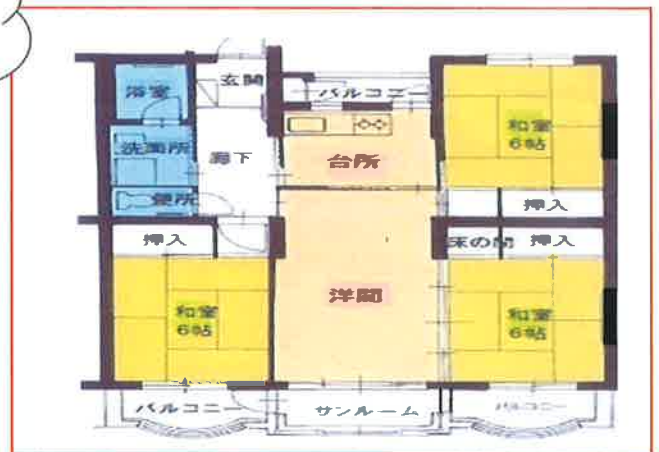 浴室
玄関
バルコニー
洗面所
廊下
台所
和室
6帖
便所
押入
押入
床の間
押入
洋間
和室
6帖
和室
6帖
バルコニー
サンルーム
バルコニー